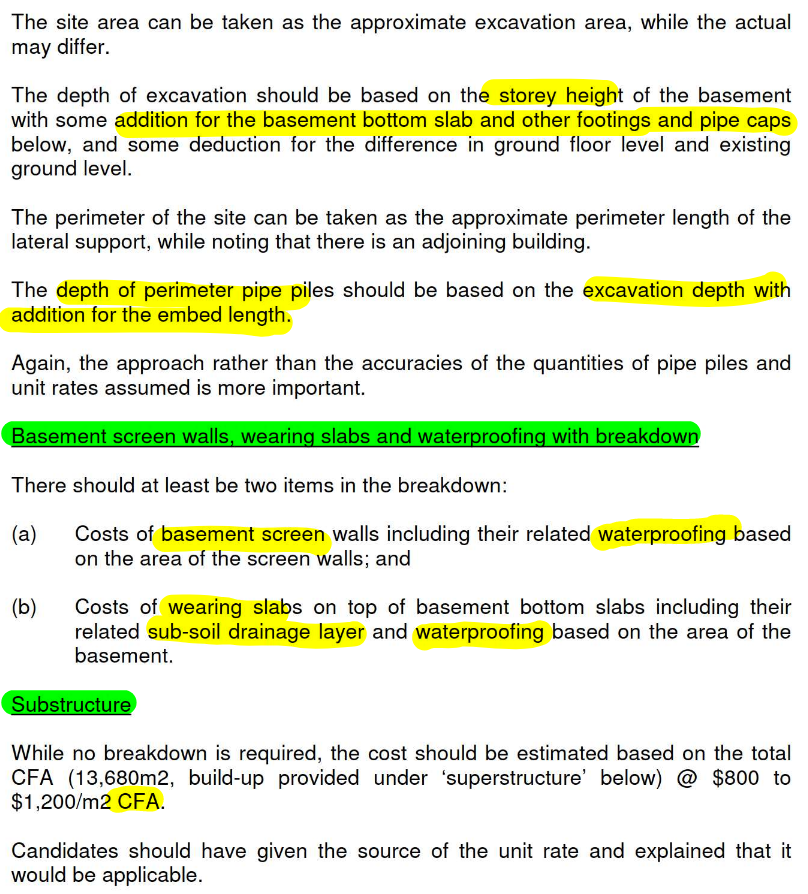 The site area can be taken as the approximate excavation area, while the actual
may differ.
The depth of excavation should be based on the storey height of the basement
with some addition for the basement bottom slab and other footings and pipe caps
below, and some deduction for the difference in ground floor level and existing
ground level.
The perimeter of the site can be taken as the approximate perimeter length of the
lateral support, while noting that there is an adjoining building.
The depth of perimeter pipe piles should be based on the excavation depth with
addition for the embed length.
Again, the approach rather than the accuracies of the quantities of pipe piles and
unit rates assumed is more important.
Basement screen walls, wearing slabs and waterproofing with breakdown
There should at least be two items in the breakdown:
(a) Costs of basement screen walls including their related waterproofing based
on the area of the screen walls; and
(b) Costs of wearing slabs on top of basement bottom slabs including their
related sub-soil drainage layer and waterproofing based on the area of the
basement.
Substructure
While no breakdown is required, the cost should be estimated based on the total
CFA (13,680m2, build-up provided under ‘superstructure’ below) @ $800 to
$1,200/m2 CFA.
Candidates should have given the source of the unit rate and explained that it
would be applicable.